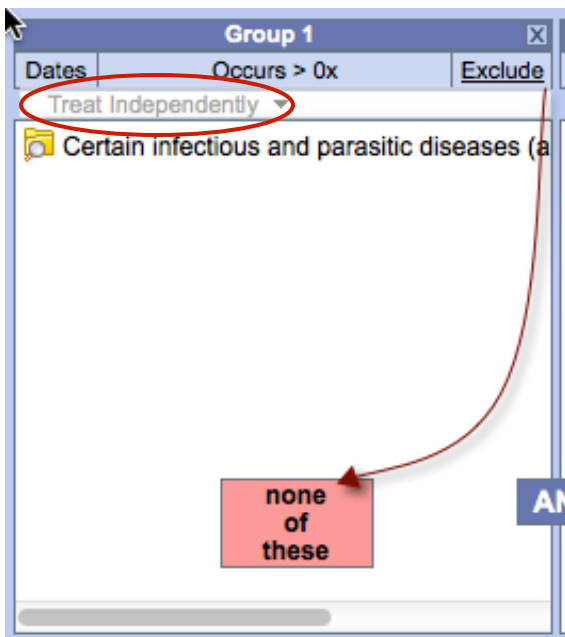 Group 1 X
Dates Occurs > 0x Exclude
Treat Independently
Certain infectious and parasitic diseases (a
none
of
these
AN